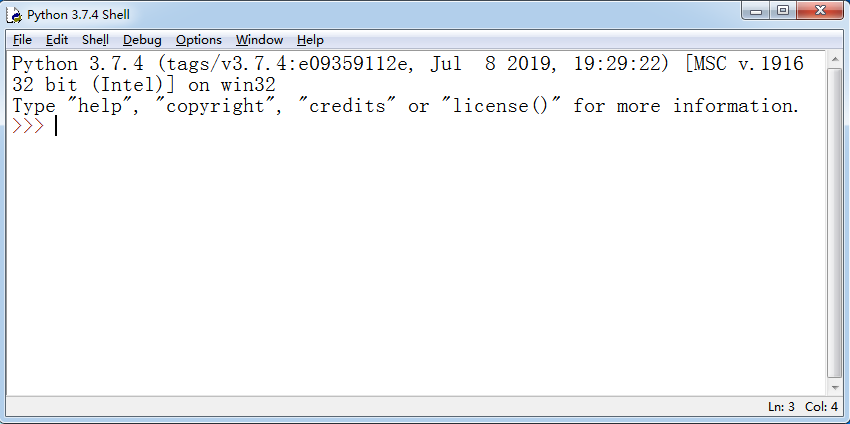 Python 3.7.4 Shell
File Edit Shell Debug Options Window Help
Python 3.7.4 (tags/v3.7.4:e09359112e, Jul  8 2019, 19:29:22) [MSC v.1916
32 bit (Intel)] on win32
Type "help", "copyright", "credits" or "license()" for more information.
>>>
Ln: 3 Col: 4